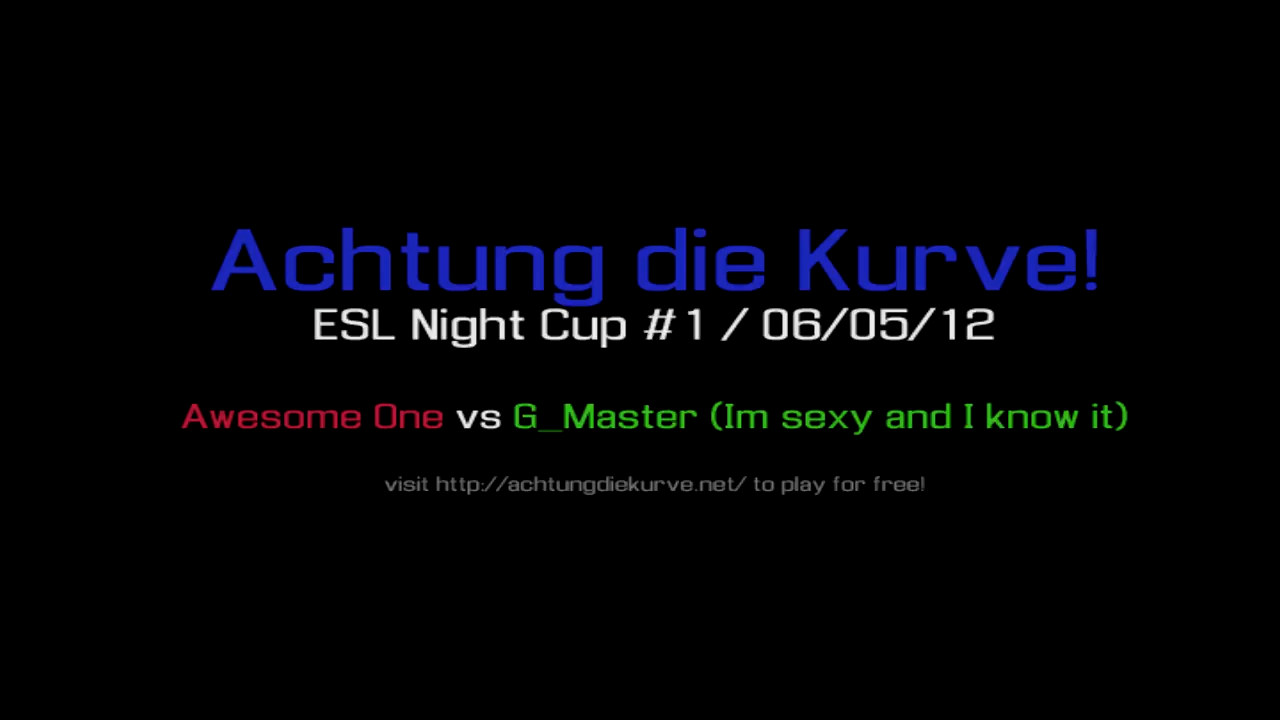 Achtung die Kurve!
ESL Night Cup #1 / 06/05/12
Awesome One vs G_Master (Im sexy and I know it)
visit http://achtungdiekurve.net/ to play for free!